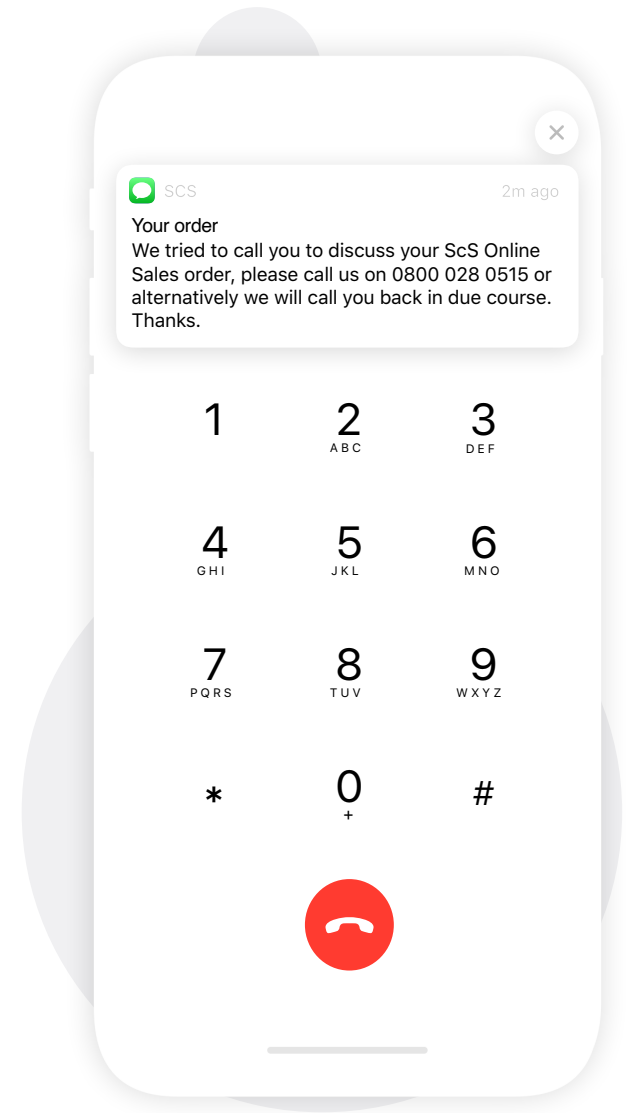 SCS 2m ago
Your order
We tried to call you to discuss your ScS Online
Sales order, please call us on 0800 028 0515 or
alternatively we will call you back in due course.
Thanks.
1 2 3
ABC DEF
4 5 6
GHI JKL MNO
7 8 9
PQRS TUV WXYZ
* 0 #
+